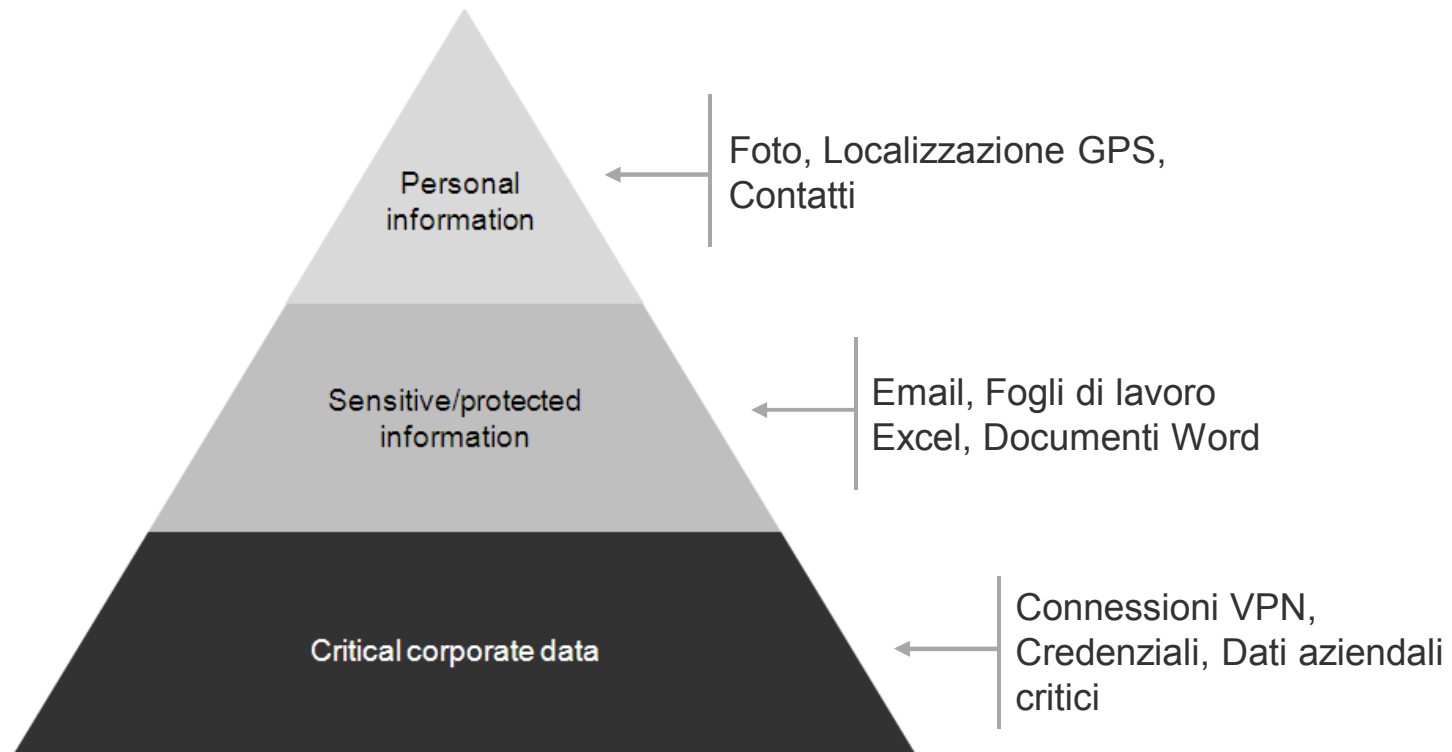 Personal
information
Foto, Localizzazione GPS,
Contatti
Sensitive/protected
information
Email, Fogli di lavoro
Excel, Documenti Word
Critical corporate data
Connessioni VPN,
Credenziali, Dati aziendali
critici